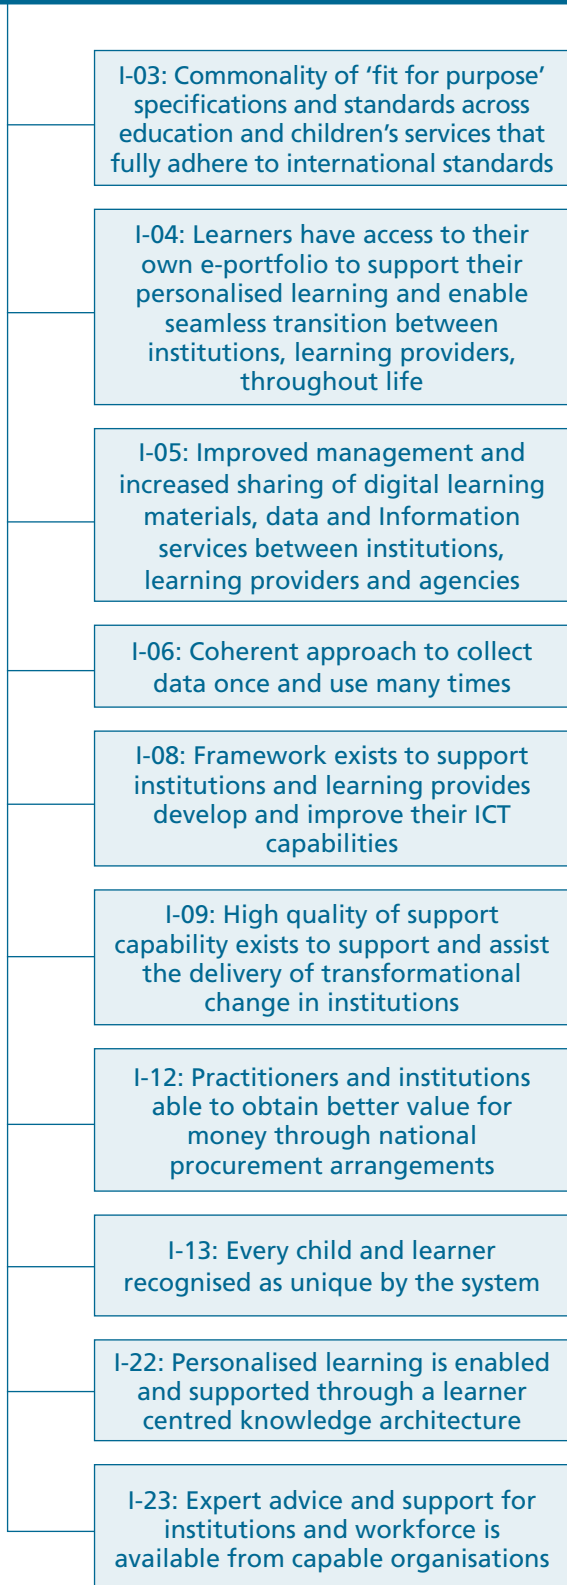 I-03: Commonality of ‘fit for purpose’
specifications and standards across
education and children’s services that
fully adhere to international standards
I-04: Learners have access to their
own e-portfolio to support their
personalised learning and enable
seamless transition between
institutions, learning providers,
throughout life
I-05: Improved management and
increased sharing of digital learning
materials, data and Information
services between institutions,
learning providers and agencies
I-06: Coherent approach to collect
data once and use many times
I-08: Framework exists to support
institutions and learning provides
develop and improve their ICT
capabilities
I-09: High quality of support
capability exists to support and assist
the delivery of transformational
change in institutions
I-12: Practitioners and institutions
able to obtain better value for
money through national
procurement arrangements
I-13: Every child and learner
recognised as unique by the system
I-22: Personalised learning is enabled
and supported through a learner
centred knowledge architecture
I-23: Expert advice and support for
institutions and workforce is
available from capable organisations